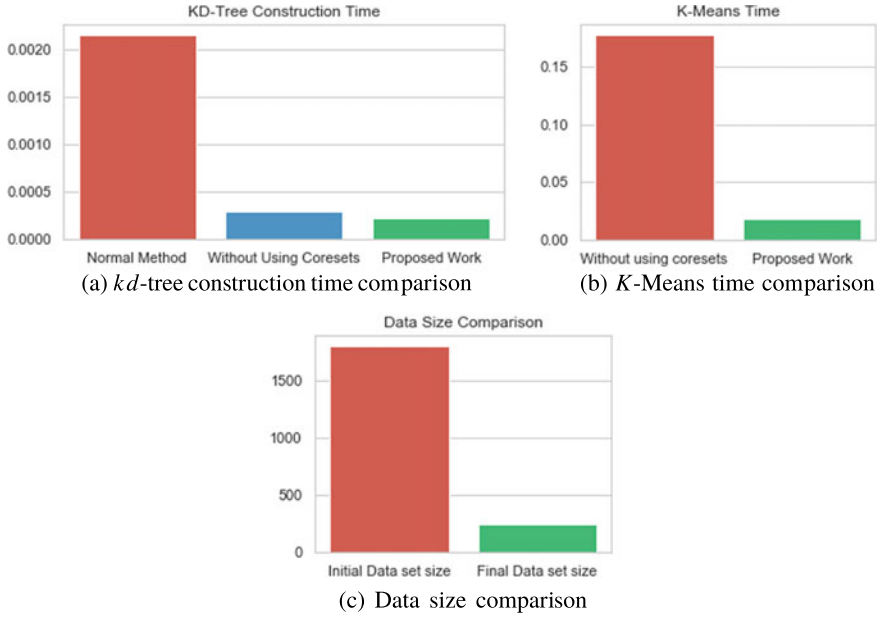 KD-Tree Construction Time
0.0020
0.0015
0.0010
0.0005
0.0000
Normal Method Without Using Coresets Proposed Work
(a) kd-tree construction time comparison
K-Means Time
0.15
0.10
0.05
0.00
Without using coresets Proposed Work
(b) K-Means time comparison
Data Size Comparison
1500
1000
500
0
Initial Data set size Final Data set size
(c) Data size comparison